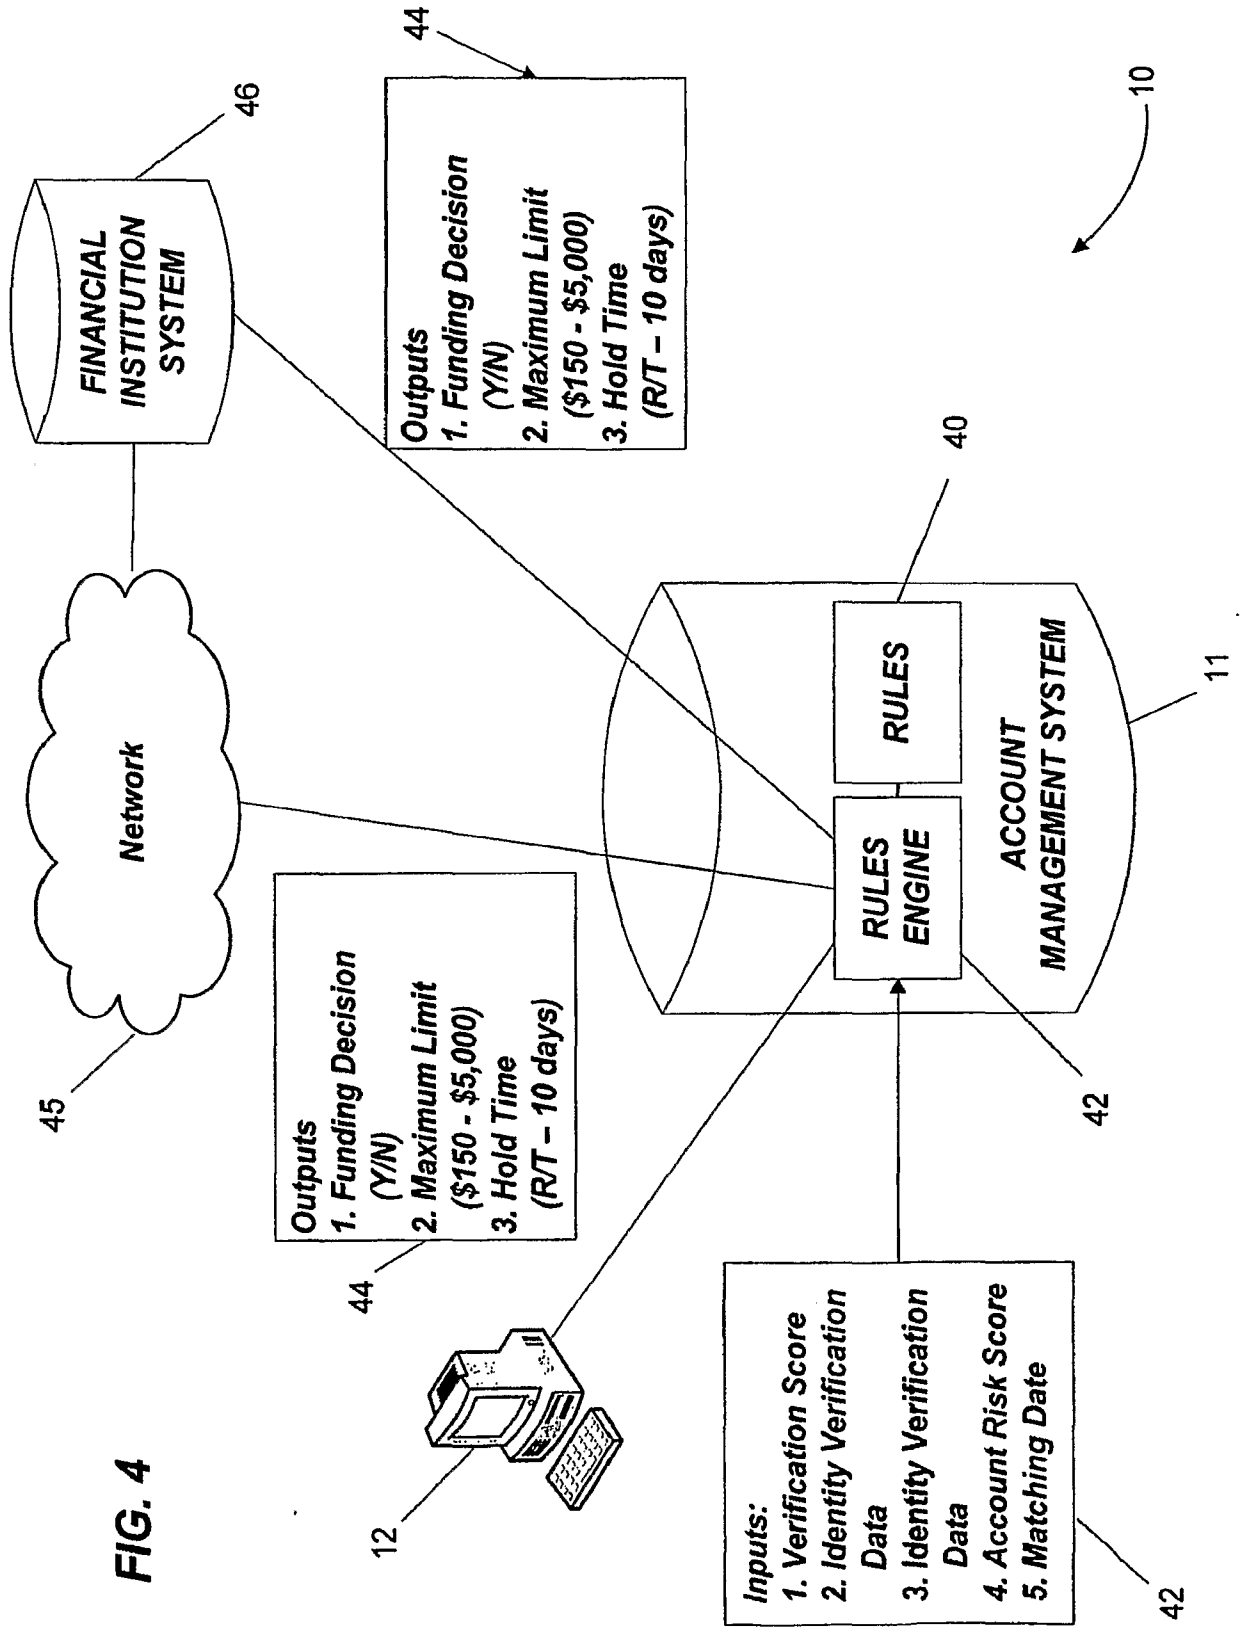 FIG. 4
45
Network
FINANCIAL
INSTITUTION
SYSTEM
46
44
Outputs
1. Funding Decision
(Y/N)
2. Maximum Limit
($150 - $5,000)
3. Hold Time
(R/T – 10 days)
44
Outputs
1. Funding Decision
(Y/N)
2. Maximum Limit
($150 - $5,000)
3. Hold Time
(R/T – 10 days)
12
Inputs:
1. Verification Score
2. Identity Verification
Data
3. Identity Verification
Data
4. Account Risk Score
5. Matching Date
42
RULES
ENGINE
RULES
40
ACCOUNT
MANAGEMENT SYSTEM
42
11
10